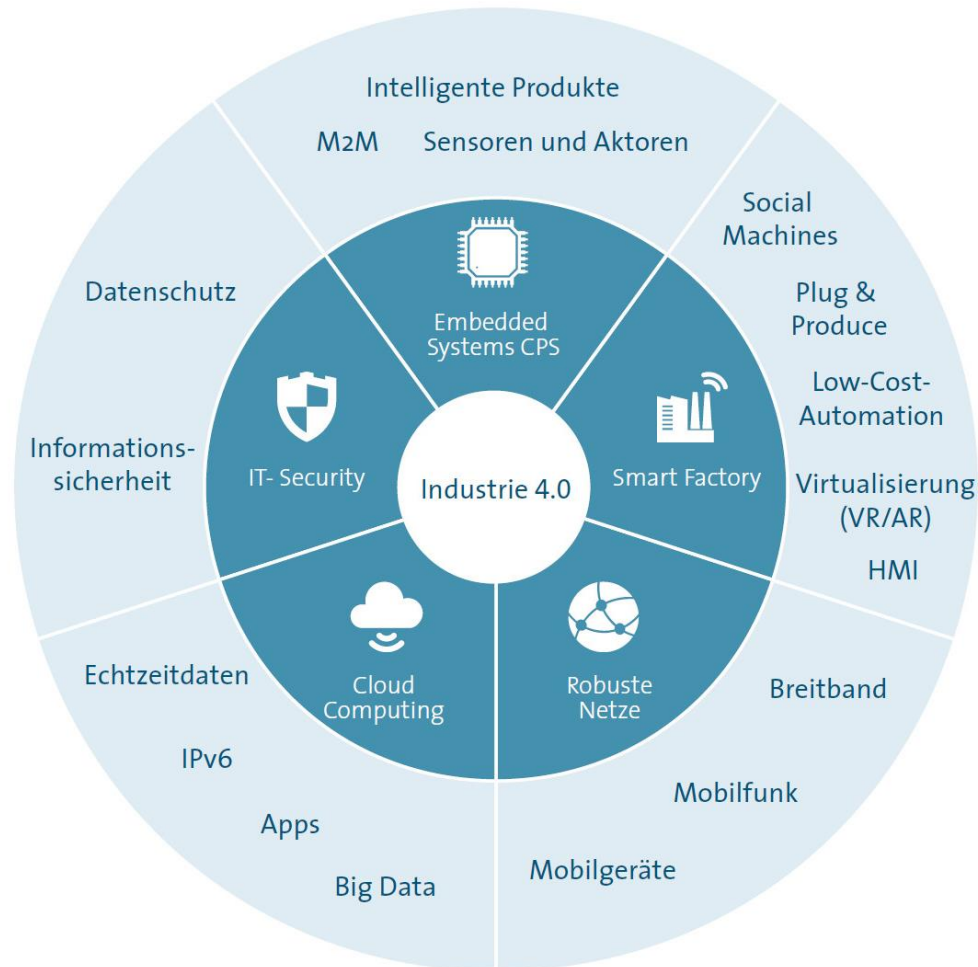 Intelligente Produkte
M2M Sensoren und Aktoren
Social
Machines
Plug &
Produce
Low-Cost-
Automation
Virtualisierung
(VR/AR)
HMI
Datenschutz
Informations-
sicherheit
Embedded
Systems CPS
IT- Security
Industrie 4.0
Smart Factory
Cloud
Computing
Robuste
Netze
Echtzeitdaten
IPv6
Apps
Big Data
Breitband
Mobilfunk
Mobilgeräte